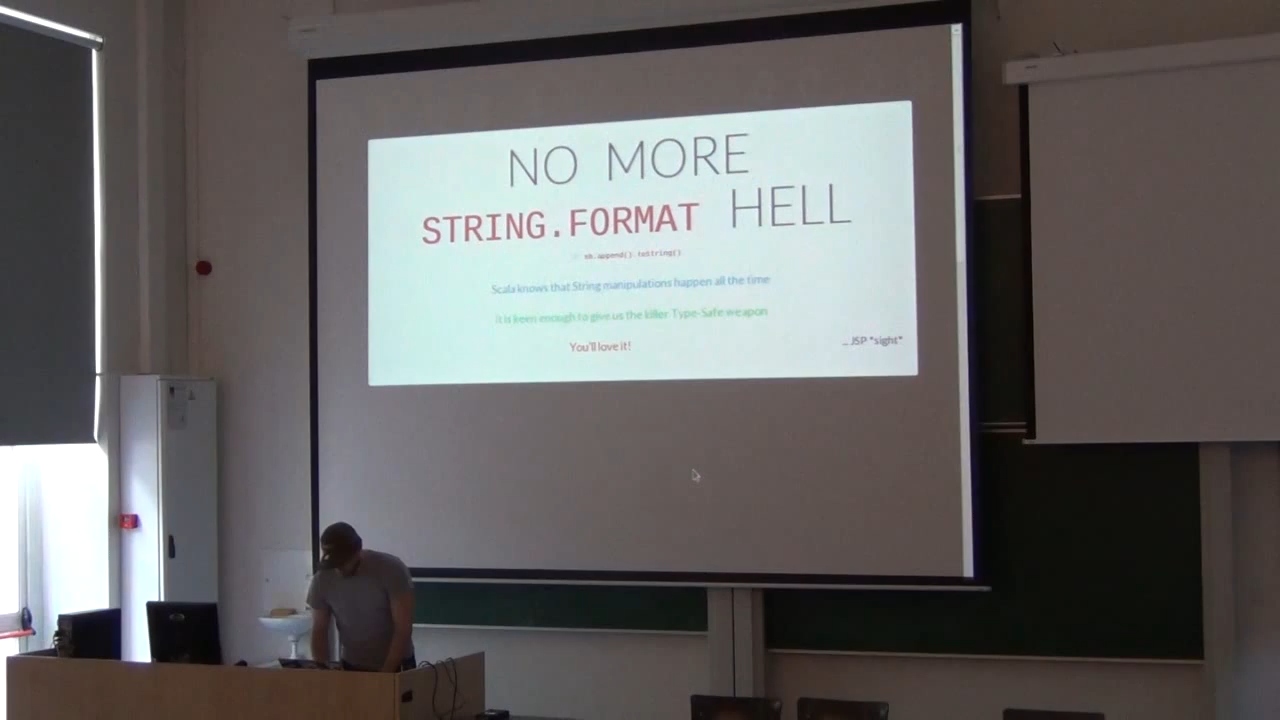 NO MORE
STRING.FORMAT HELL
sb.append().toString()
Scala knows that String manipulations happen all the time
it is keen enough to give us the killer Type-Safe weapon
You'll love it!
... JSP *sight*